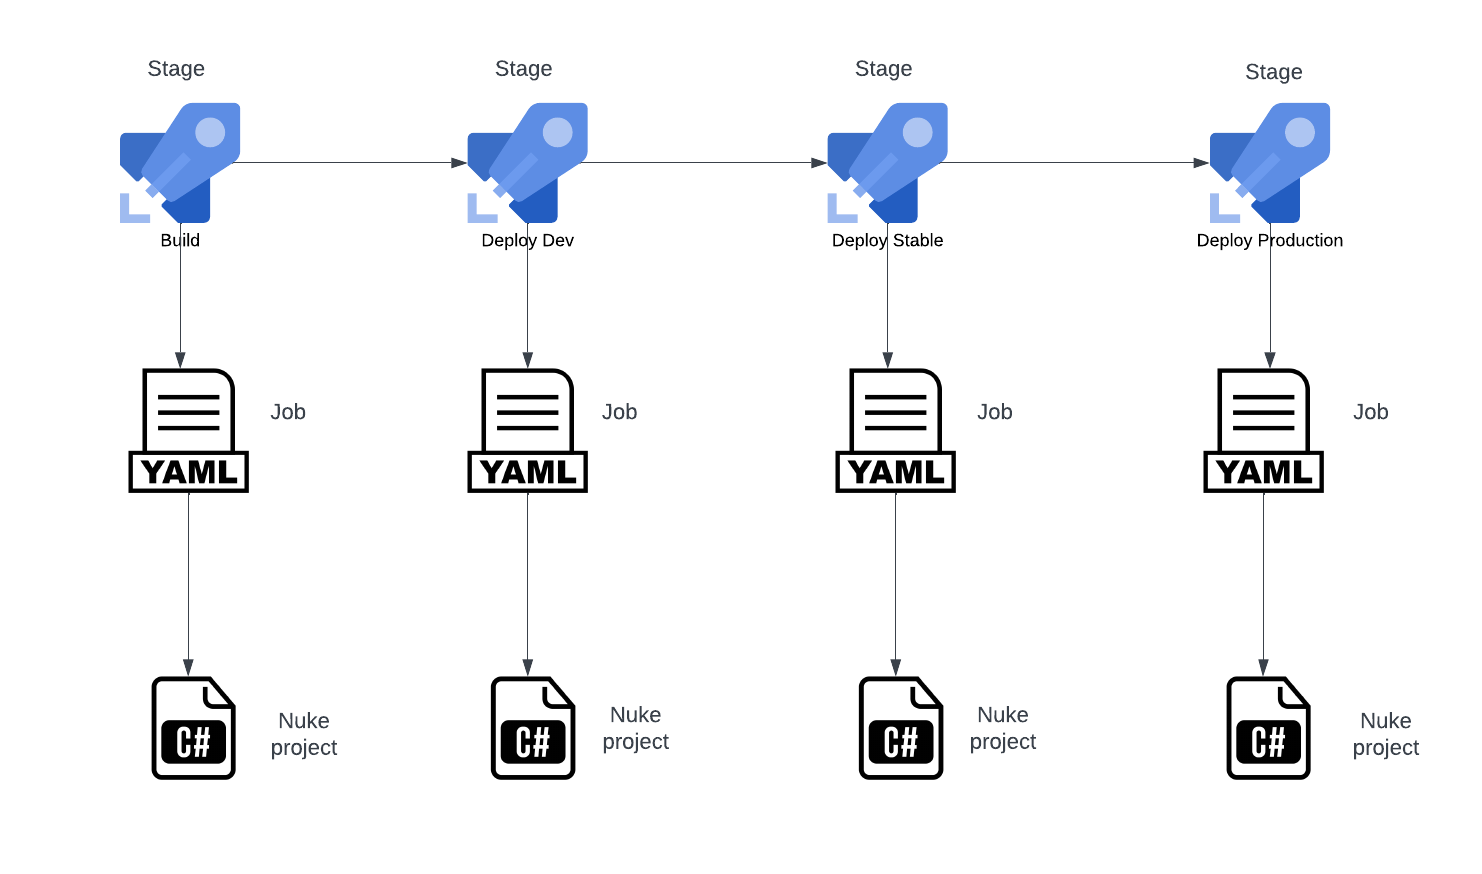 Stage
Stage
Stage
Stage
Build
Deploy Dev
Deploy Stable
Deploy Production
Job
Job
Job
Job
YAML
YAML
YAML
YAML
Nuke
project
Nuke
project
Nuke
project
Nuke
project
C#
C#
C#
C#